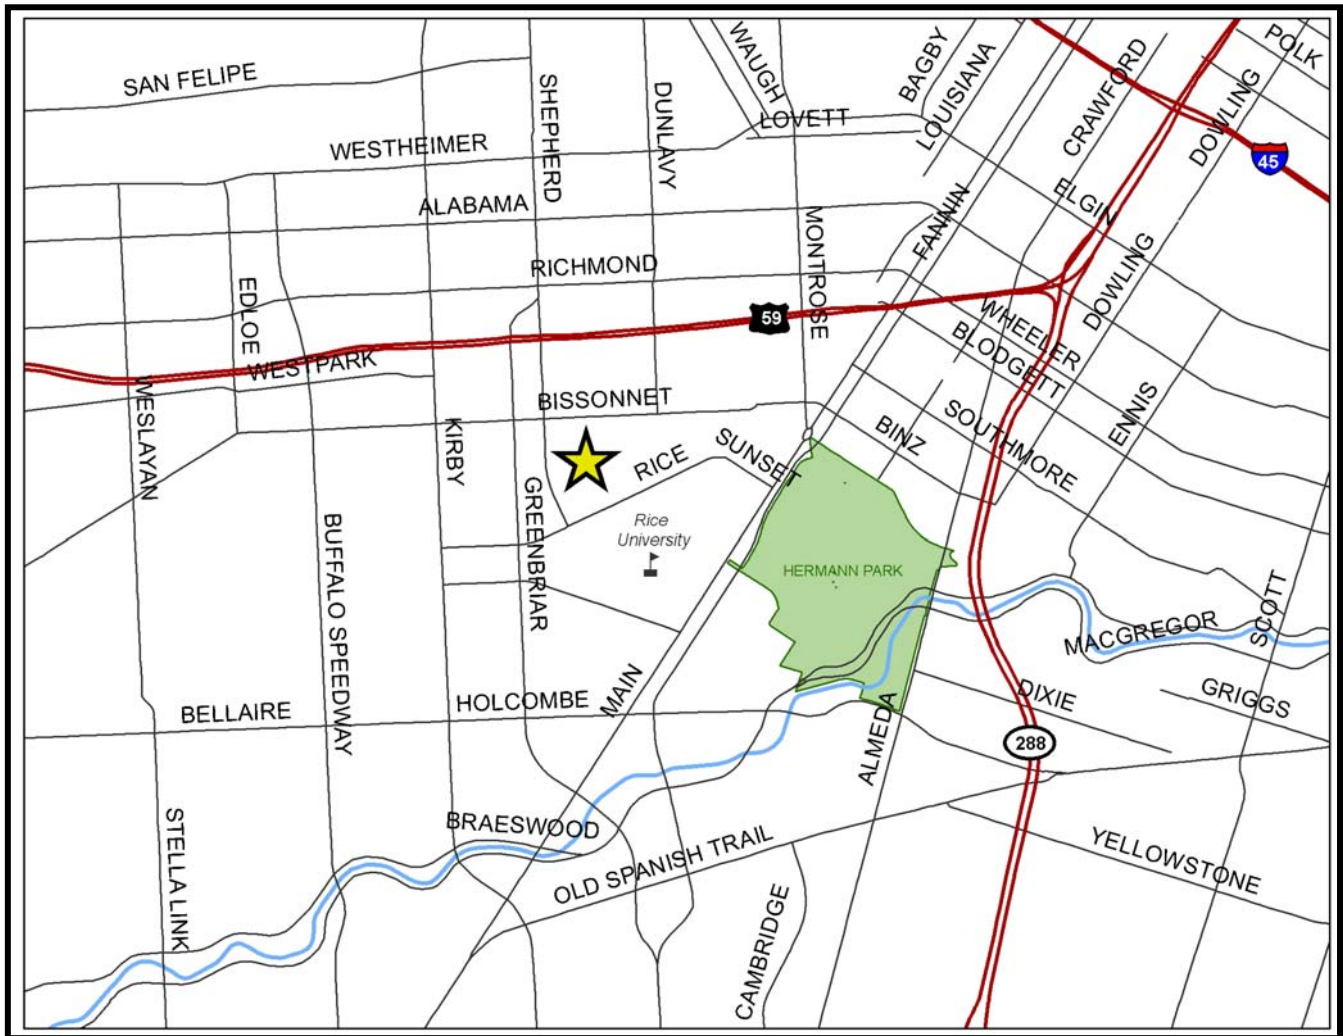 SAN FELIPE
SHEPHERD
DUNLAVY
WAUGH
LOVETT
BAGBY
LOUISIANA
CRAWFORD
DOWLING
POLK
45
WESTHEIMER
ALABAMA
RICHMOND
MONTROSE
FANNIN
ELGIN
DOWLING
EDLOE
59
WHEELER
BLODGETT
WESTPARK
WESLAYAN
KIRBY
BISSONNET
RICE
SUNSET
BINZ
SOUTHMORE
ENNIS
GREENBRIAR
BUFFALO SPEEDWAY
Rice
University
HERMANN PARK
MACGREGOR
SCOTT
BELLAIRE
HOLCOMBE
MAIN
ALMEDA
DIXIE
GRIGGS
288
STELLA LINK
BRAESWOOD
OLD SPANISH TRAIL
CAMBRIDGE
YELLOWSTONE